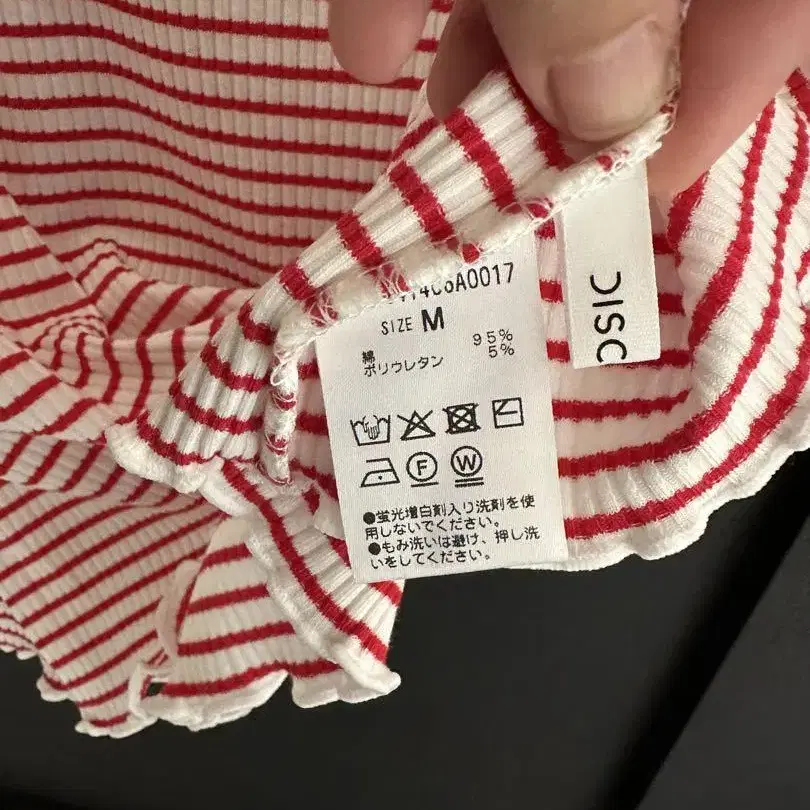 A0017
SIZE M
綿 95%
ポリウレタン 5%
F
W
●蛍光増白剤入り洗剤を使
用しないでください。
●もみ洗いは避け、押し洗
いをしてください。
OSIC